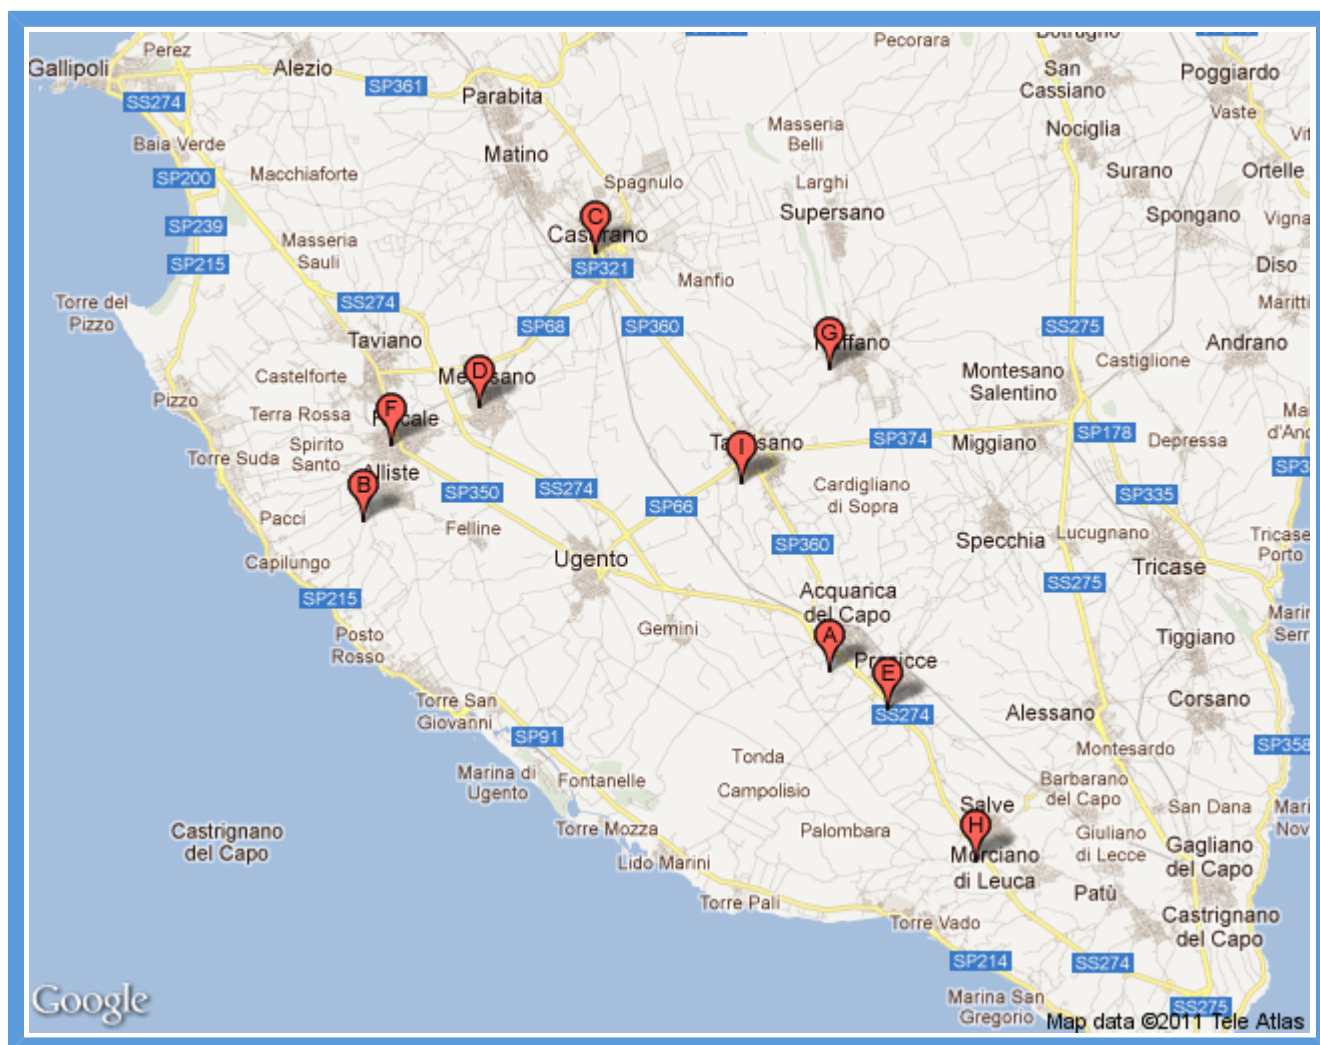 Perez
Gallipoli
Alezio
SP361
SS274
Parabita
Pecorara
San
Cassiano
Poggiardo
Vaste
Baia Verde
Matino
Masseria
Belli
Nociglia
SP200
Macchiaforte
Spagnulo
Larghi
Surano
Ortelle
SP239
C
Supersano
Spongano
Masseria
Sauli
SP215
SP321
Manfio
Diso
Torre del
Pizzo
SS274
SP68
SP360
G
SS275
Andrano
Taviano
Castiglione
D
Montesano
Salentino
Castelforte
Pizzo
F
Terra Rossa
Spirito
Santo
I
SP374
Miggiano
SP178
Depressa
Torre Suda
Alliste
B
SP350
SS274
SP66
Cardigliano
di Sopra
SP335
Pacci
Felline
Capilungo
Ugento
SP360
Specchia
Lucugnano
Tricase
Tricase
Porto
SP215
SS275
Acquarica
del Capo
Posto
Rosso
Gemini
A
Tiggiano
E
Torre San
Giovanni
SS274
Alessano
Corsano
SP91
SP358
Montesardo
Tonda
Marina di
Ugento
Fontanelle
Campolisio
Barbarano
del Capo
San Dana
Salve
Torre Mozza
Palombara
H
Giuliano
di Lecce
Gagliano
del Capo
Castrignano
del Capo
Lido Marini
Morciano
di Leuca
Patù
Torre Pali
Torre Vado
Castrignano
del Capo
SP214
SS274
Marina San
Gregorio
SS275
Google
Map data ©2011 Tele Atlas